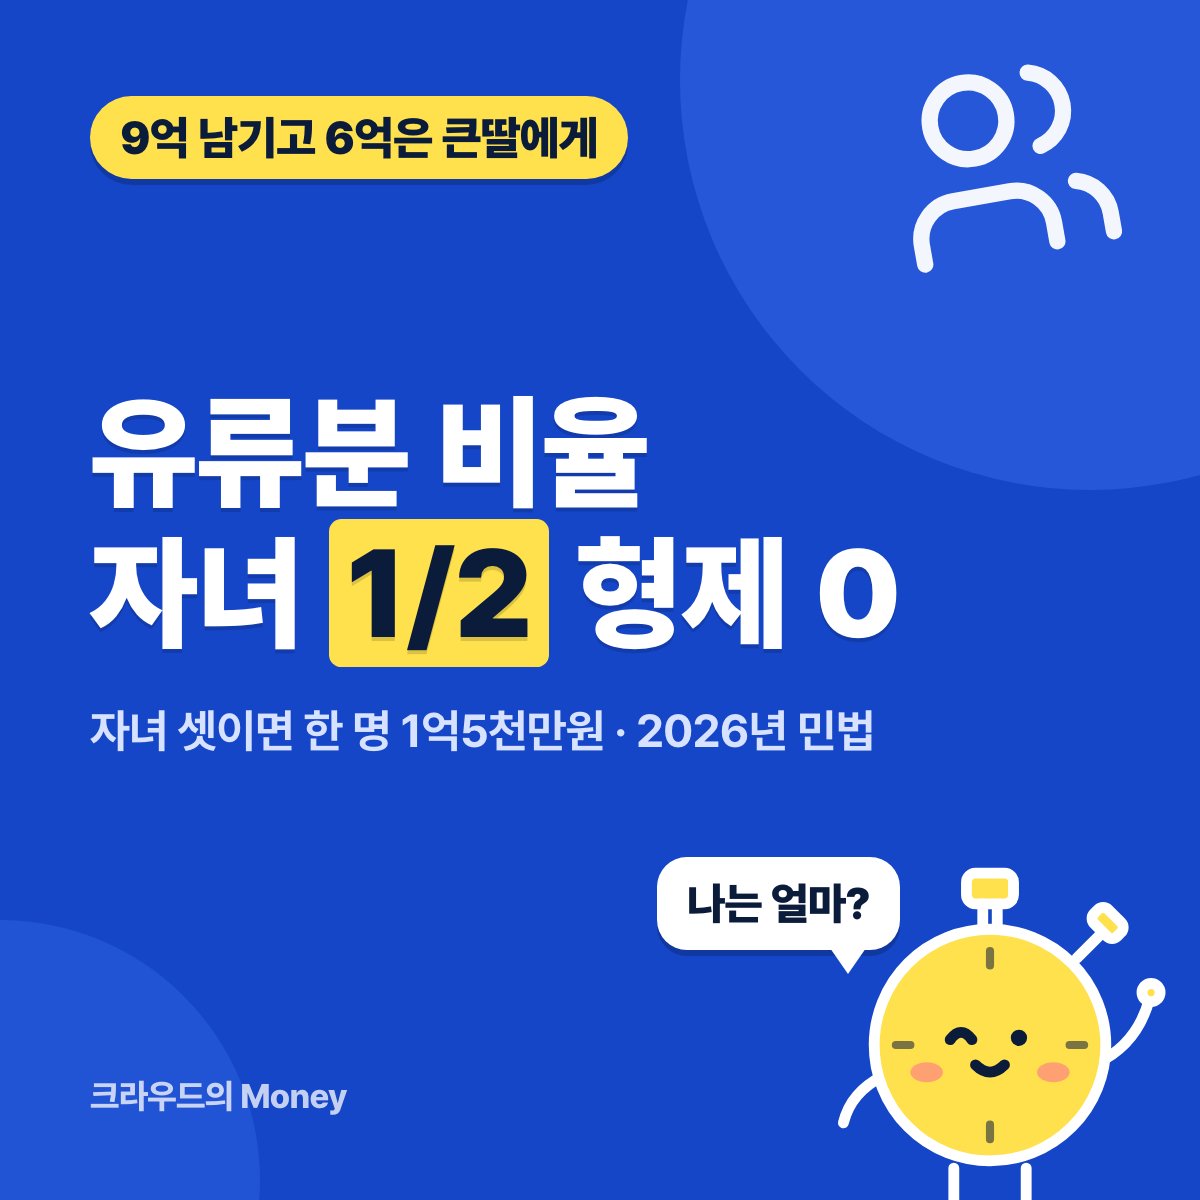 9억 남기고 6억은 큰딸에게
유류분 비율
자녀 1/2 형제 0
자녀 셋이면 한 명 1억5천만원 · 2026년 민법
나는 얼마?
크라우드의 Money